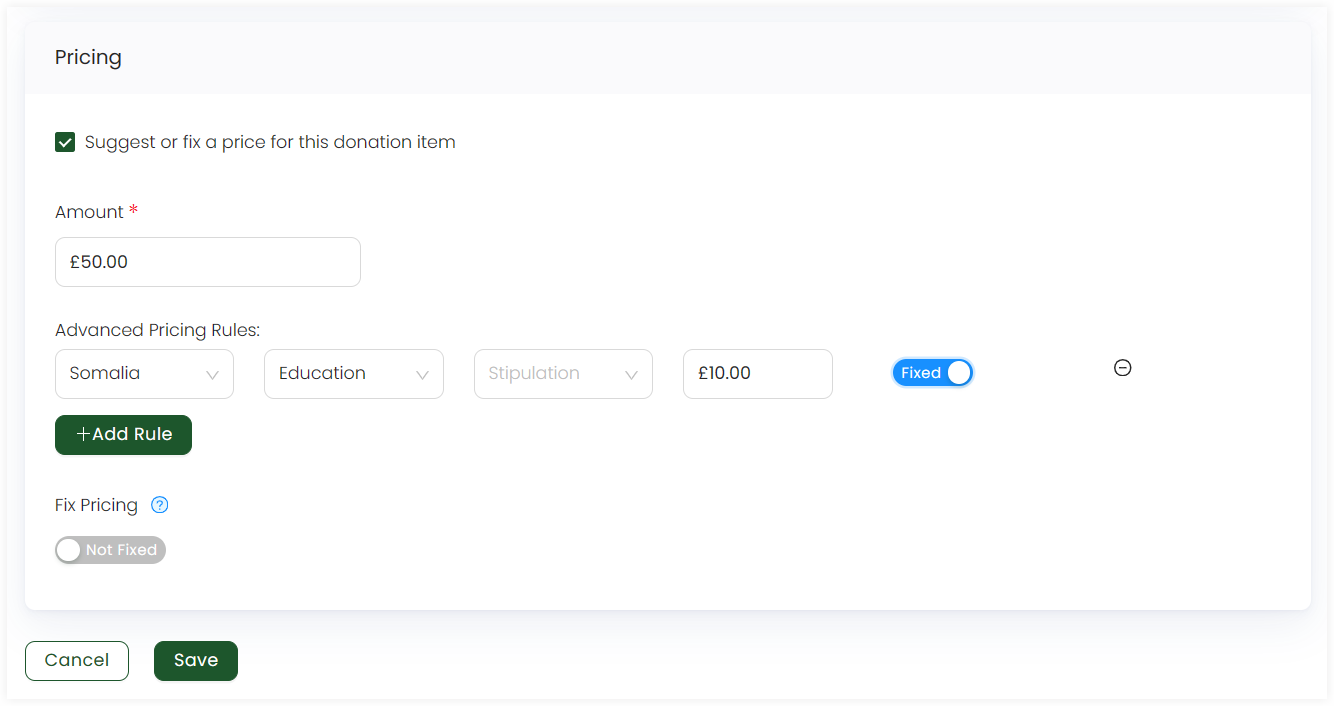 Pricing
Suggest or fix a price for this donation item
Amount *
£50.00
Advanced Pricing Rules:
Somalia Education Stipulation £10.00 Fixed
+Add Rule
Fix Pricing ?
Not Fixed
Cancel Save